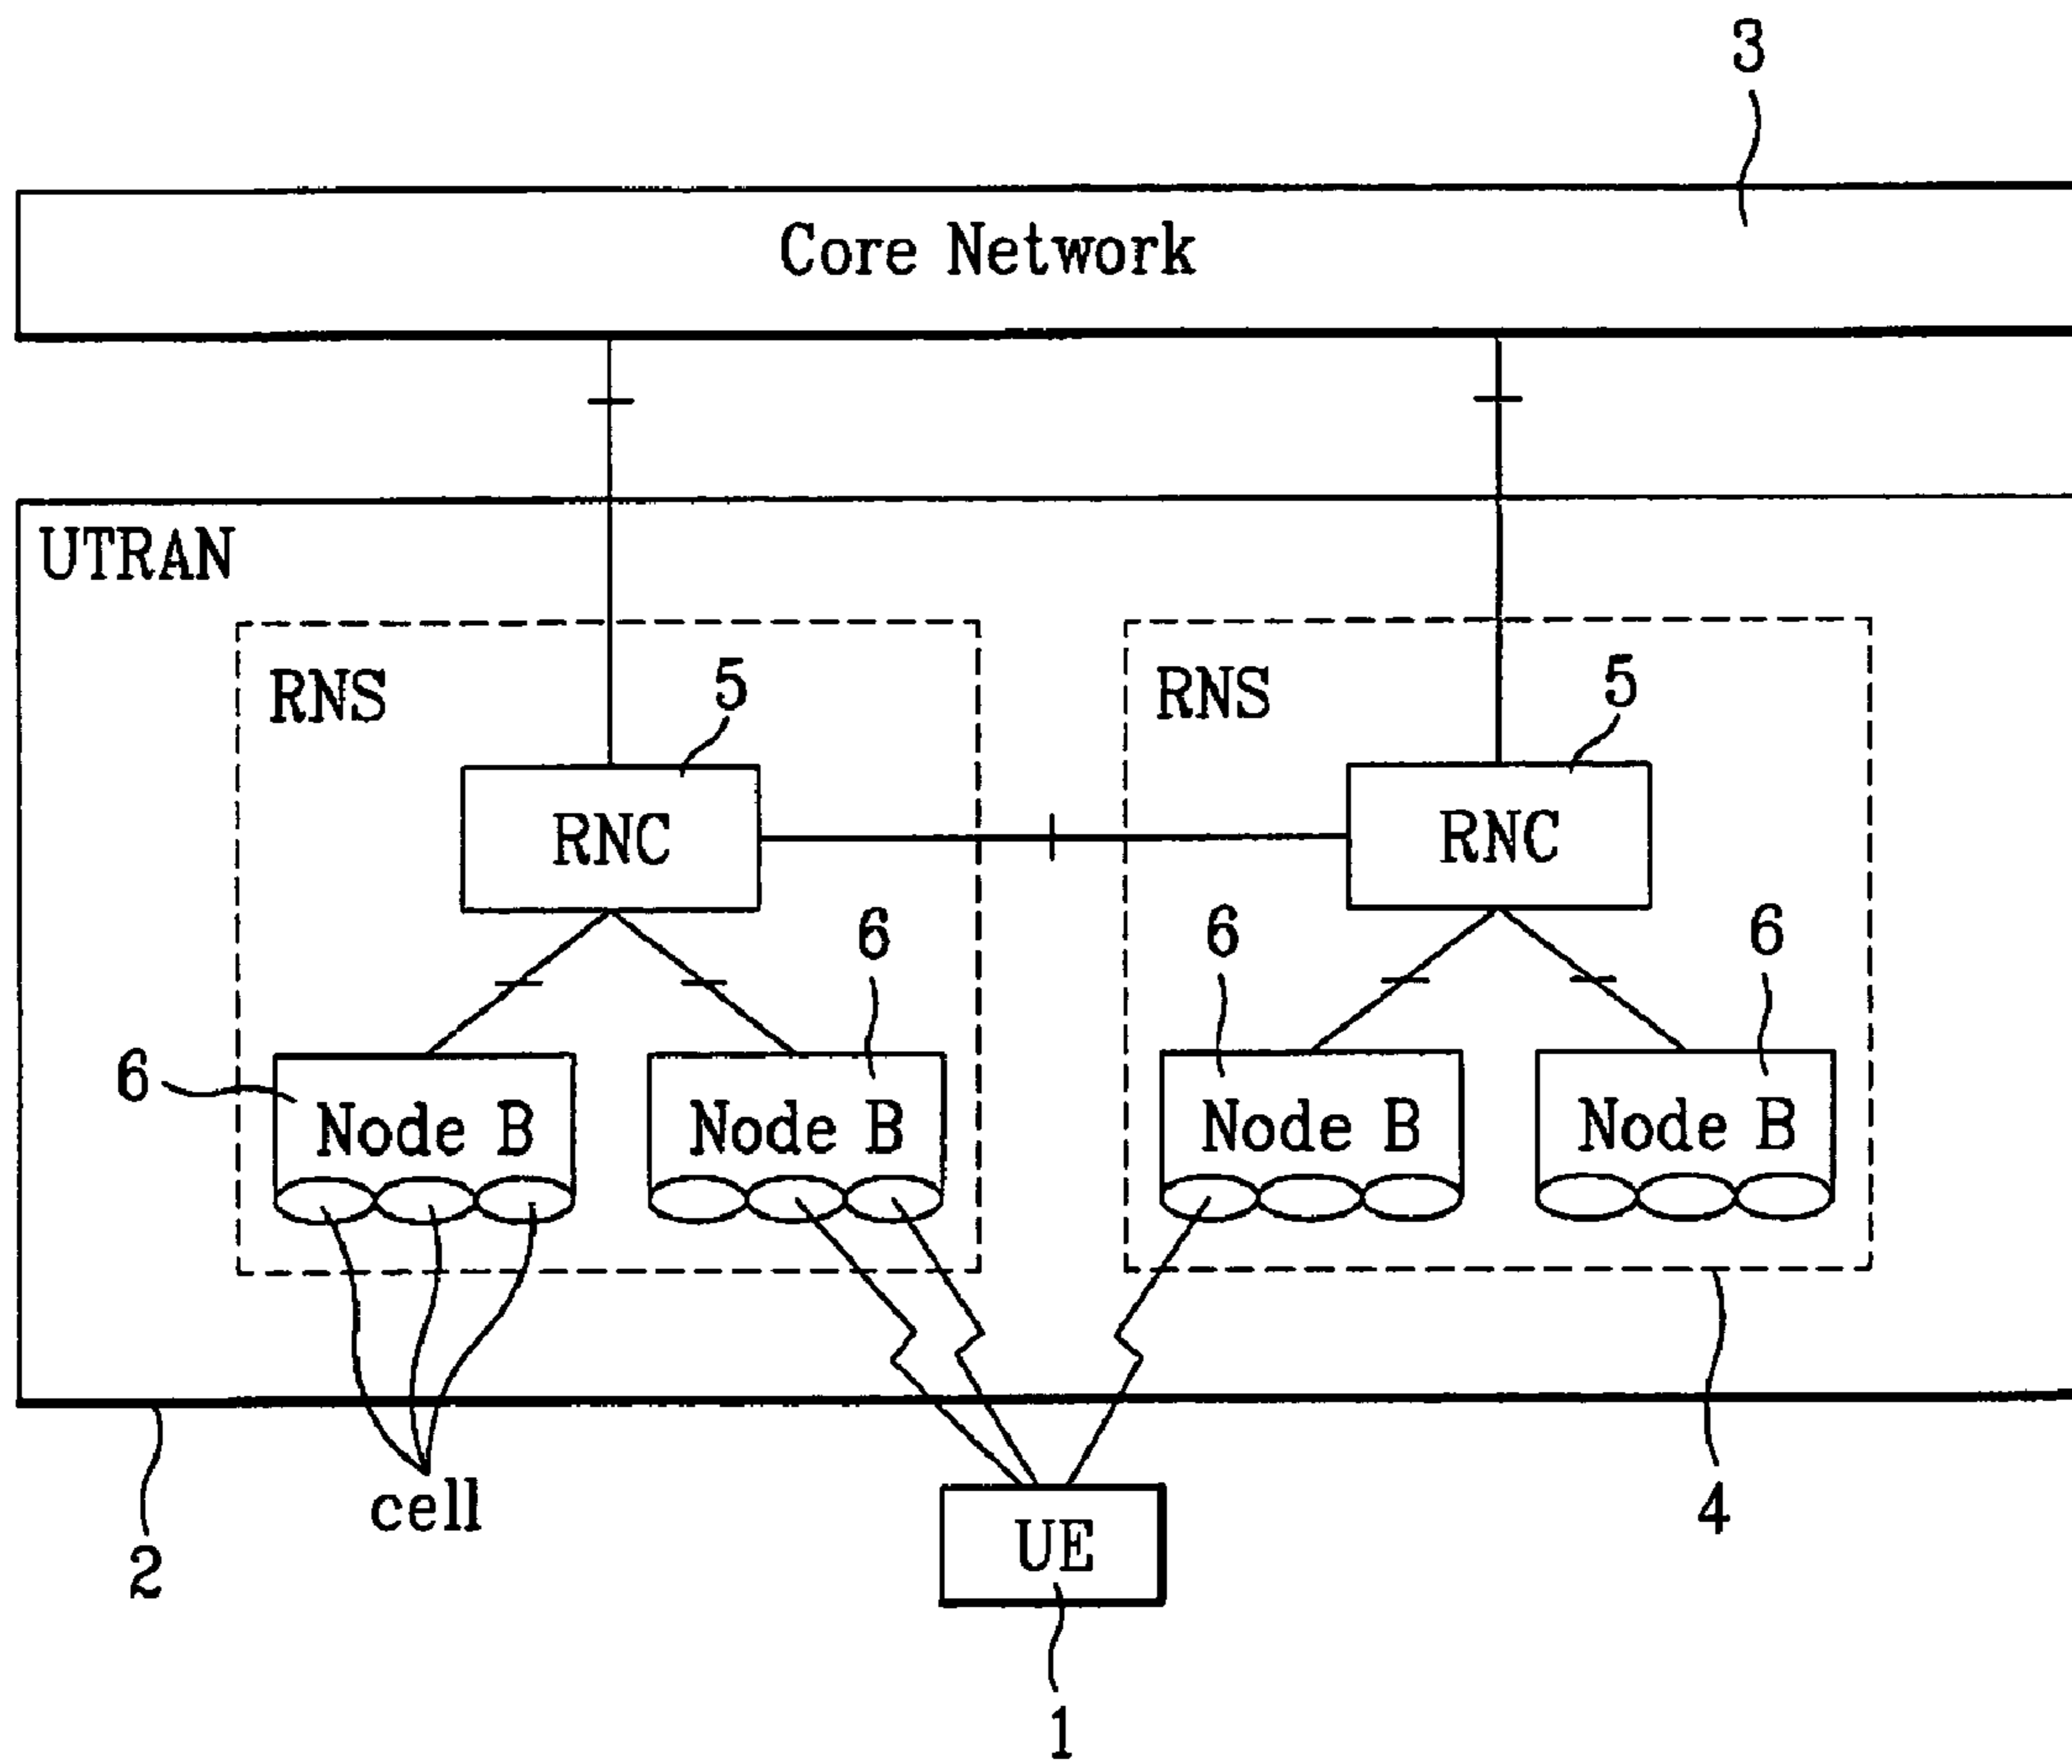 3
Core Network
UTRAN
RNS
5
RNS
5
RNC
RNC
6
6
6
6
Node B
Node B
Node B
Node B
cell
4
2
UE
1